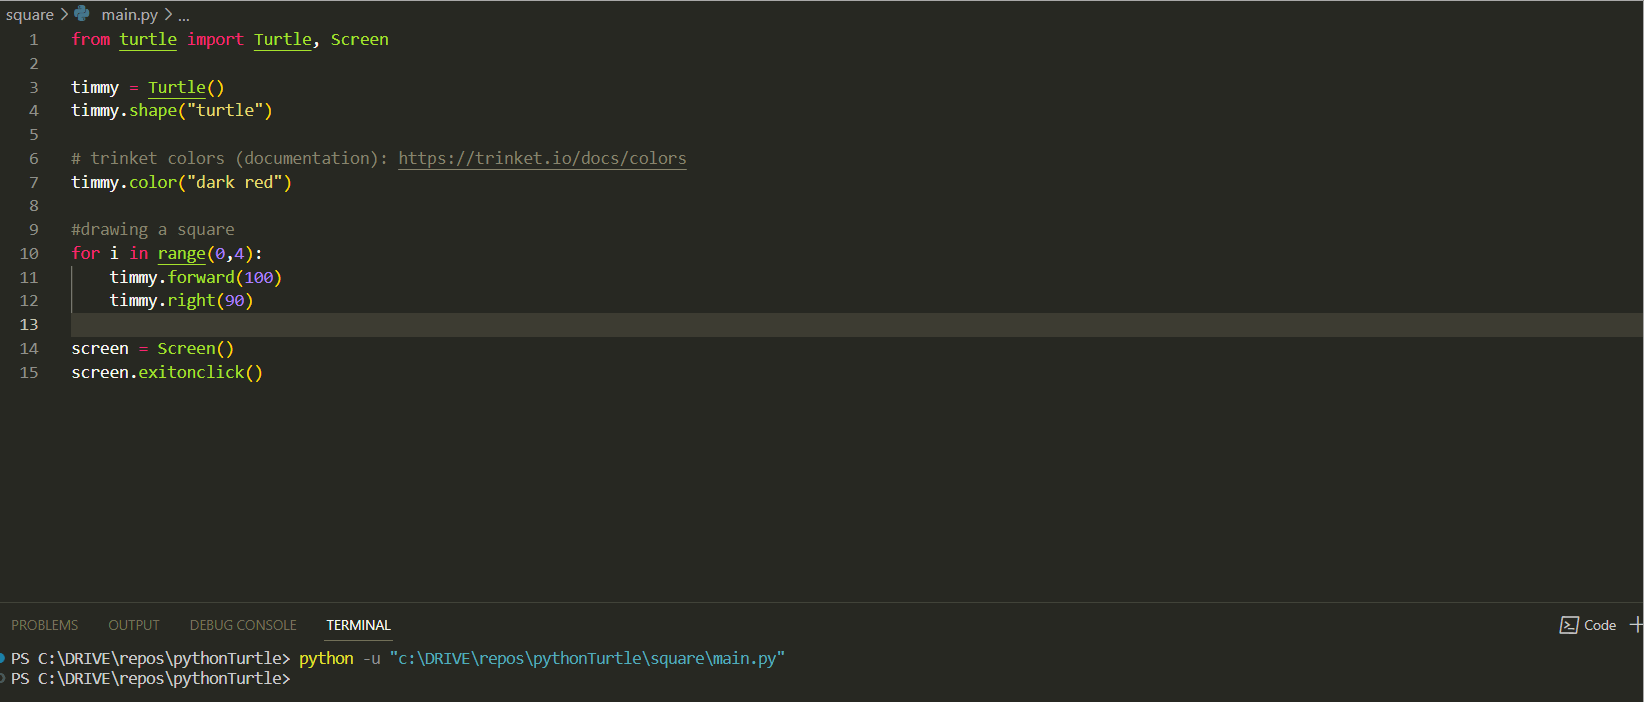 square > main.py > ...
1 from turtle import Turtle, Screen
2
3 timmy = Turtle()
4 timmy.shape("turtle")
5
6 # trinket colors (documentation): https://trinket.io/docs/colors
7 timmy.color("dark red")
8
9 #drawing a square
10 for i in range(0,4):
11     timmy.forward(100)
12     timmy.right(90)
13
14 screen = Screen()
15 screen.exitonclick()
PROBLEMS OUTPUT DEBUG CONSOLE TERMINAL Code
PS C:\DRIVE\repos\pythonTurtle> python -u "c:\DRIVE\repos\pythonTurtle\square\main.py"
PS C:\DRIVE\repos\pythonTurtle>